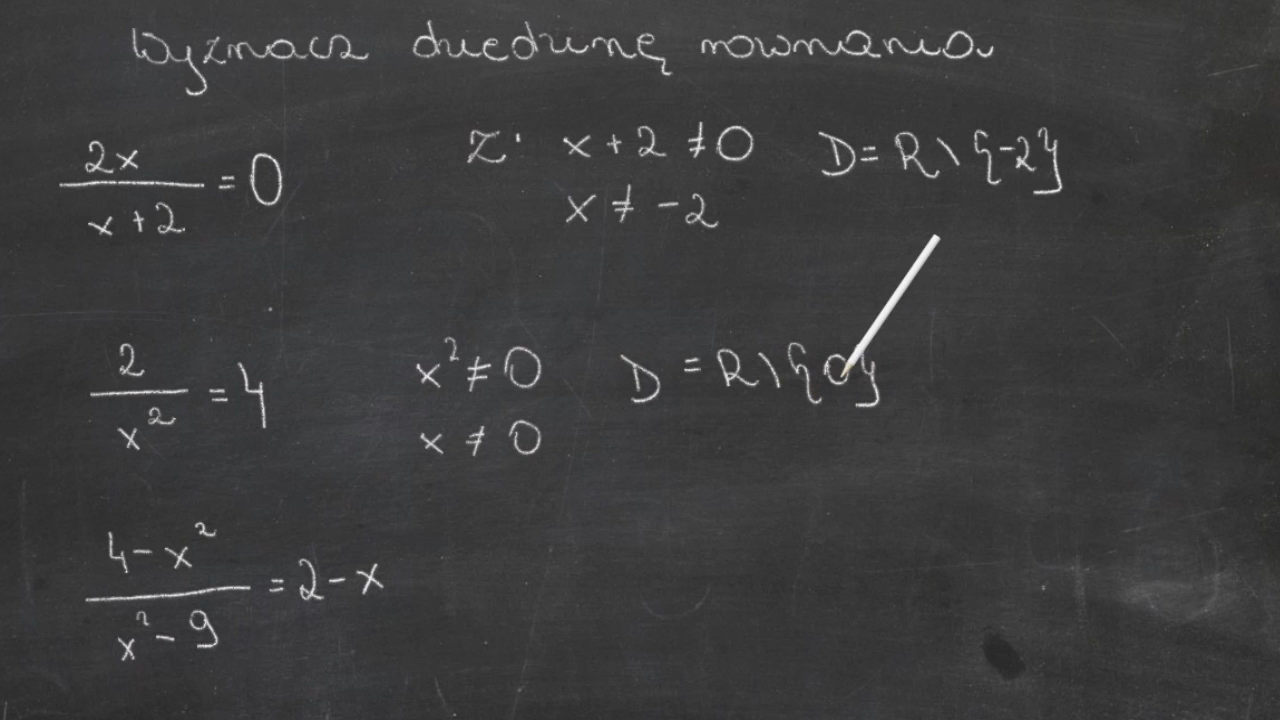 Wyznacz dziedzinę równania
2x / x+2 = 0
Z: x+2 ≠ 0
x ≠ -2
D = R \ {-2}
2 / x² = 4
x² ≠ 0
x ≠ 0
D = R \ {0}
4-x² / x²-9 = 2-x